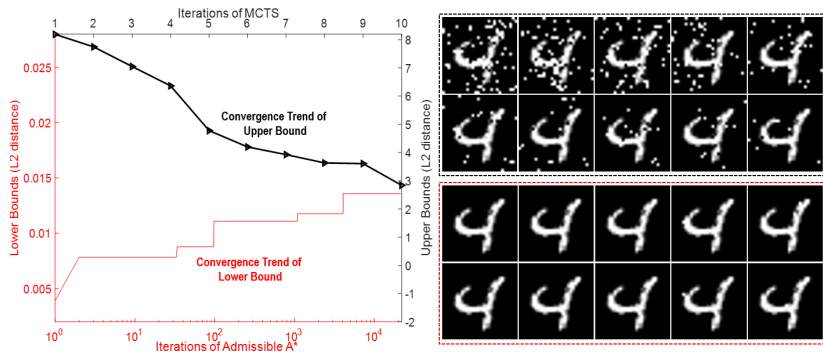 Iterations of MCTS
1 2 3 4 5 6 7 8 9 10
Lower Bounds (L2 distance)
0.025
0.02
0.015
0.01
0.005
Convergence Trend of
Upper Bound
Convergence Trend of
Lower Bound
8
7
6
5
4
3
2
1
0
-1
-2
Upper Bounds (L2 distance)
10^0 10^1 10^2 10^3 10^4
Iterations of Admissible A*